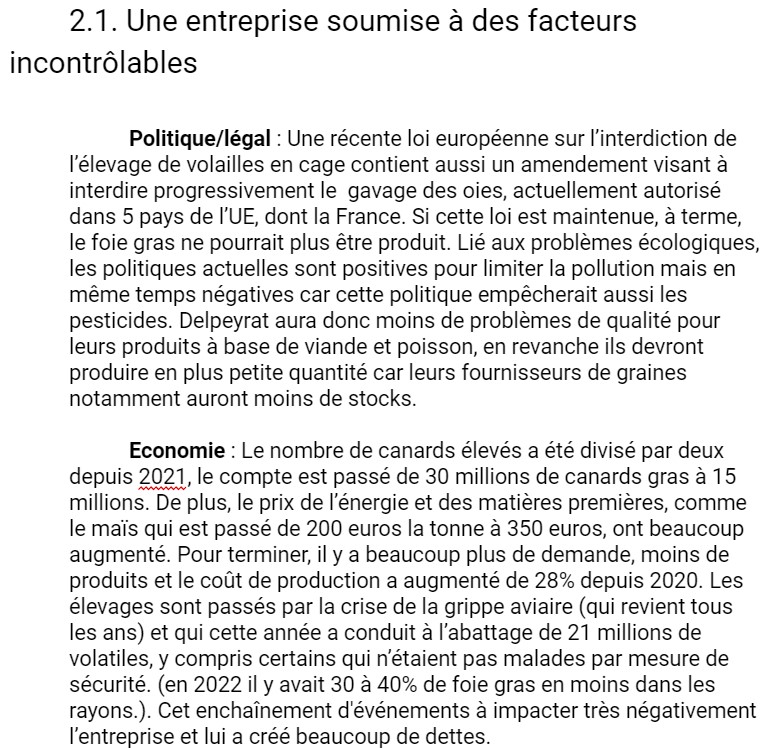 2.1. Une entreprise soumise à des facteurs
incontrôlables
Politique/légal : Une récente loi européenne sur l’interdiction de
l’élevage de volailles en cage contient aussi un amendement visant à
interdire progressivement le  gavage des oies, actuellement autorisé
dans 5 pays de l’UE, dont la France. Si cette loi est maintenue, à terme,
le foie gras ne pourrait plus être produit. Lié aux problèmes écologiques,
les politiques actuelles sont positives pour limiter la pollution mais en
même temps négatives car cette politique empêcherait aussi les
pesticides. Delpeyrat aura donc moins de problèmes de qualité pour
leurs produits à base de viande et poisson, en revanche ils devront
produire en plus petite quantité car leurs fournisseurs de graines
notamment auront moins de stocks.
Economie : Le nombre de canards élevés a été divisé par deux
depuis 2021, le compte est passé de 30 millions de canards gras à 15
millions. De plus, le prix de l’énergie et des matières premières, comme
le maïs qui est passé de 200 euros la tonne à 350 euros, ont beaucoup
augmenté. Pour terminer, il y a beaucoup plus de demande, moins de
produits et le coût de production a augmenté de 28% depuis 2020. Les
élevages sont passés par la crise de la grippe aviaire (qui revient tous
les ans) et qui cette année a conduit à l’abattage de 21 millions de
volatiles, y compris certains qui n’étaient pas malades par mesure de
sécurité. (en 2022 il y avait 30 à 40% de foie gras en moins dans les
rayons.). Cet enchaînement d'événements à impacter très négativement
l’entreprise et lui a créé beaucoup de dettes.